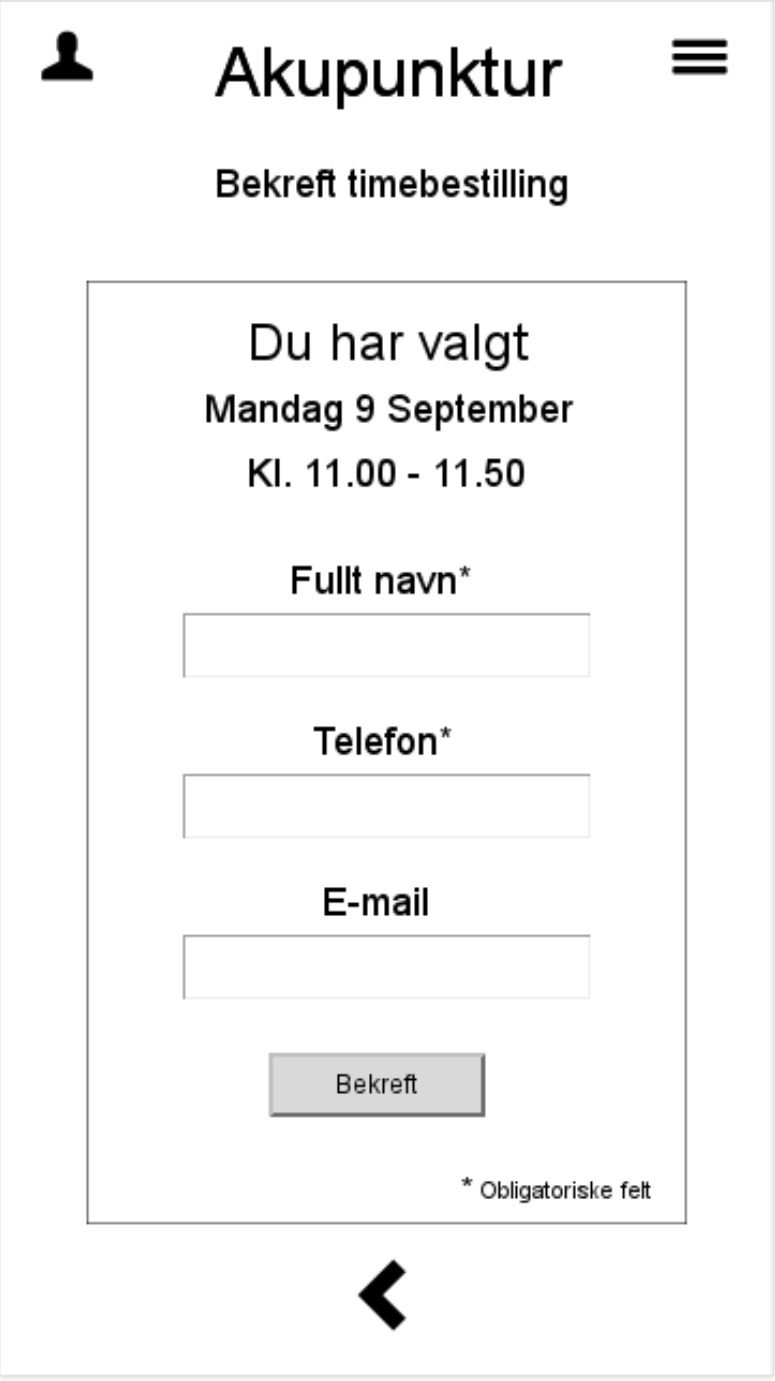 Akupunktur
Bekreft timebestilling
Du har valgt
Mandag 9 September
Kl. 11.00 - 11.50
Fullt navn*
Telefon*
E-mail
Bekreft
* Obligatoriske felt